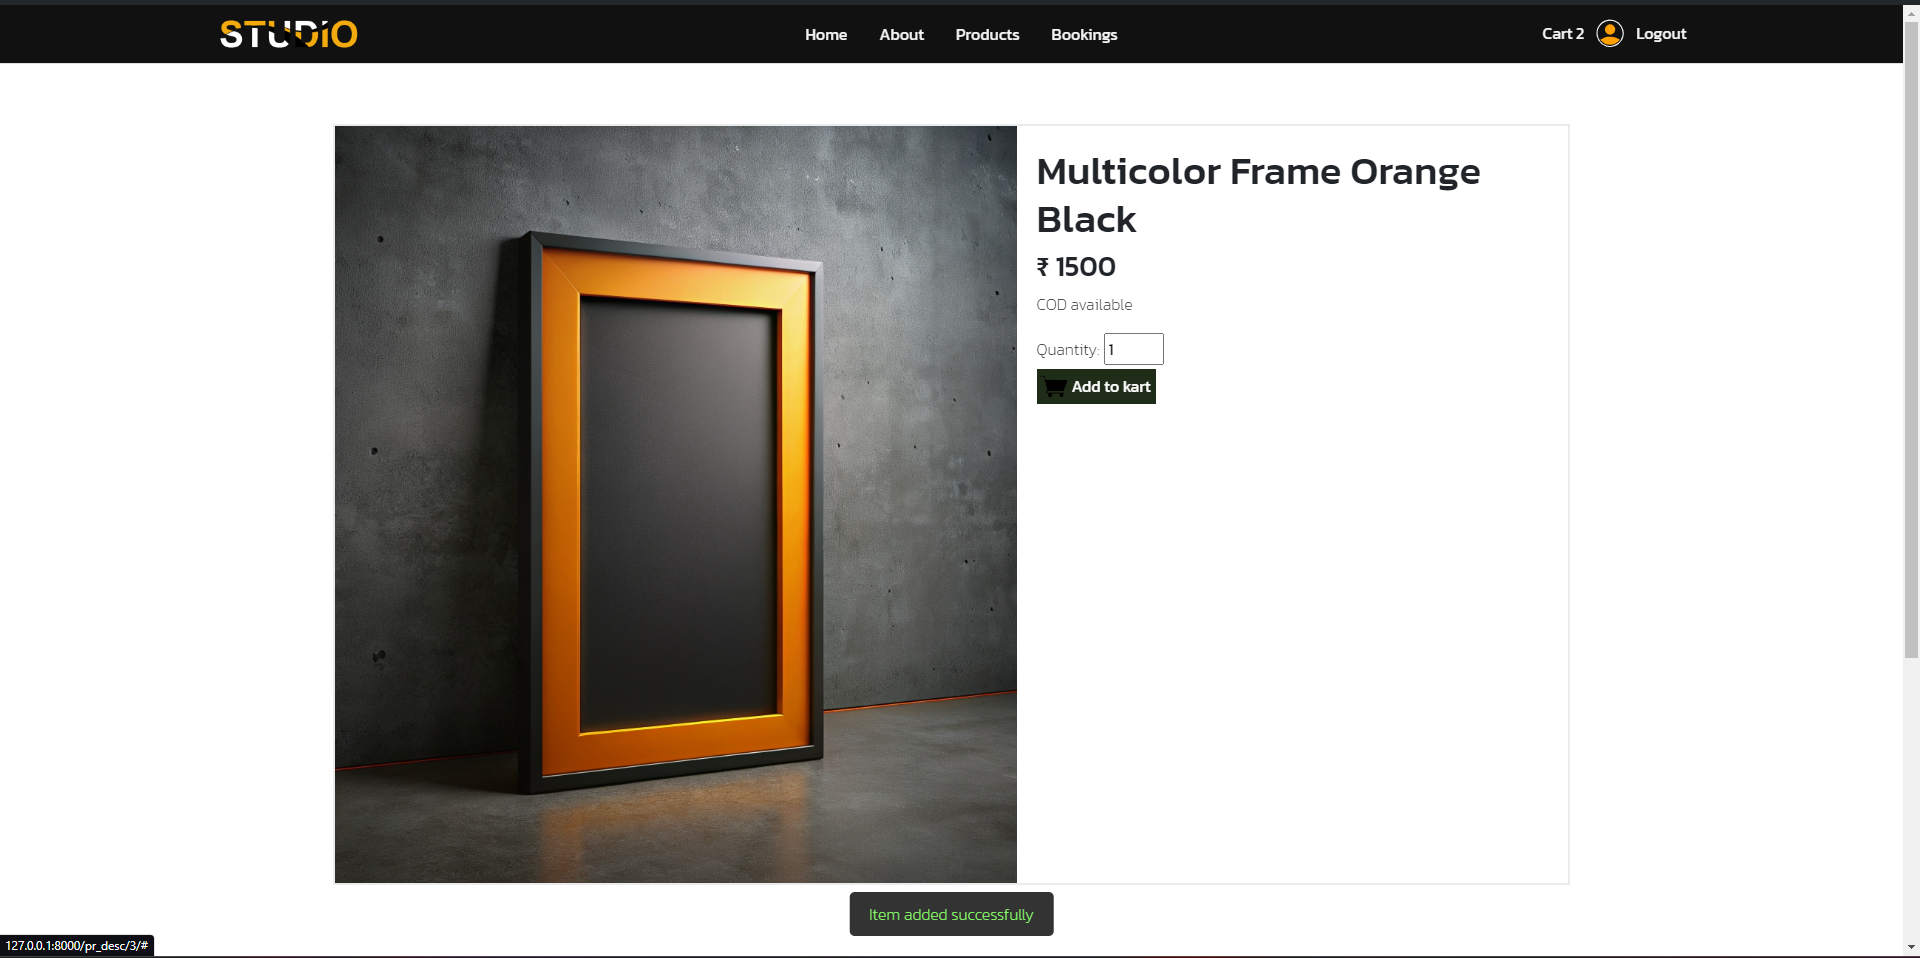 STUDiO
Home About Products Bookings
Cart 2 Logout
Multicolor Frame Orange
Black
₹ 1500
COD available
Quantity: 1
Add to kart
Item added successfully
127.0.0.1:8000/pr_desc/3/#